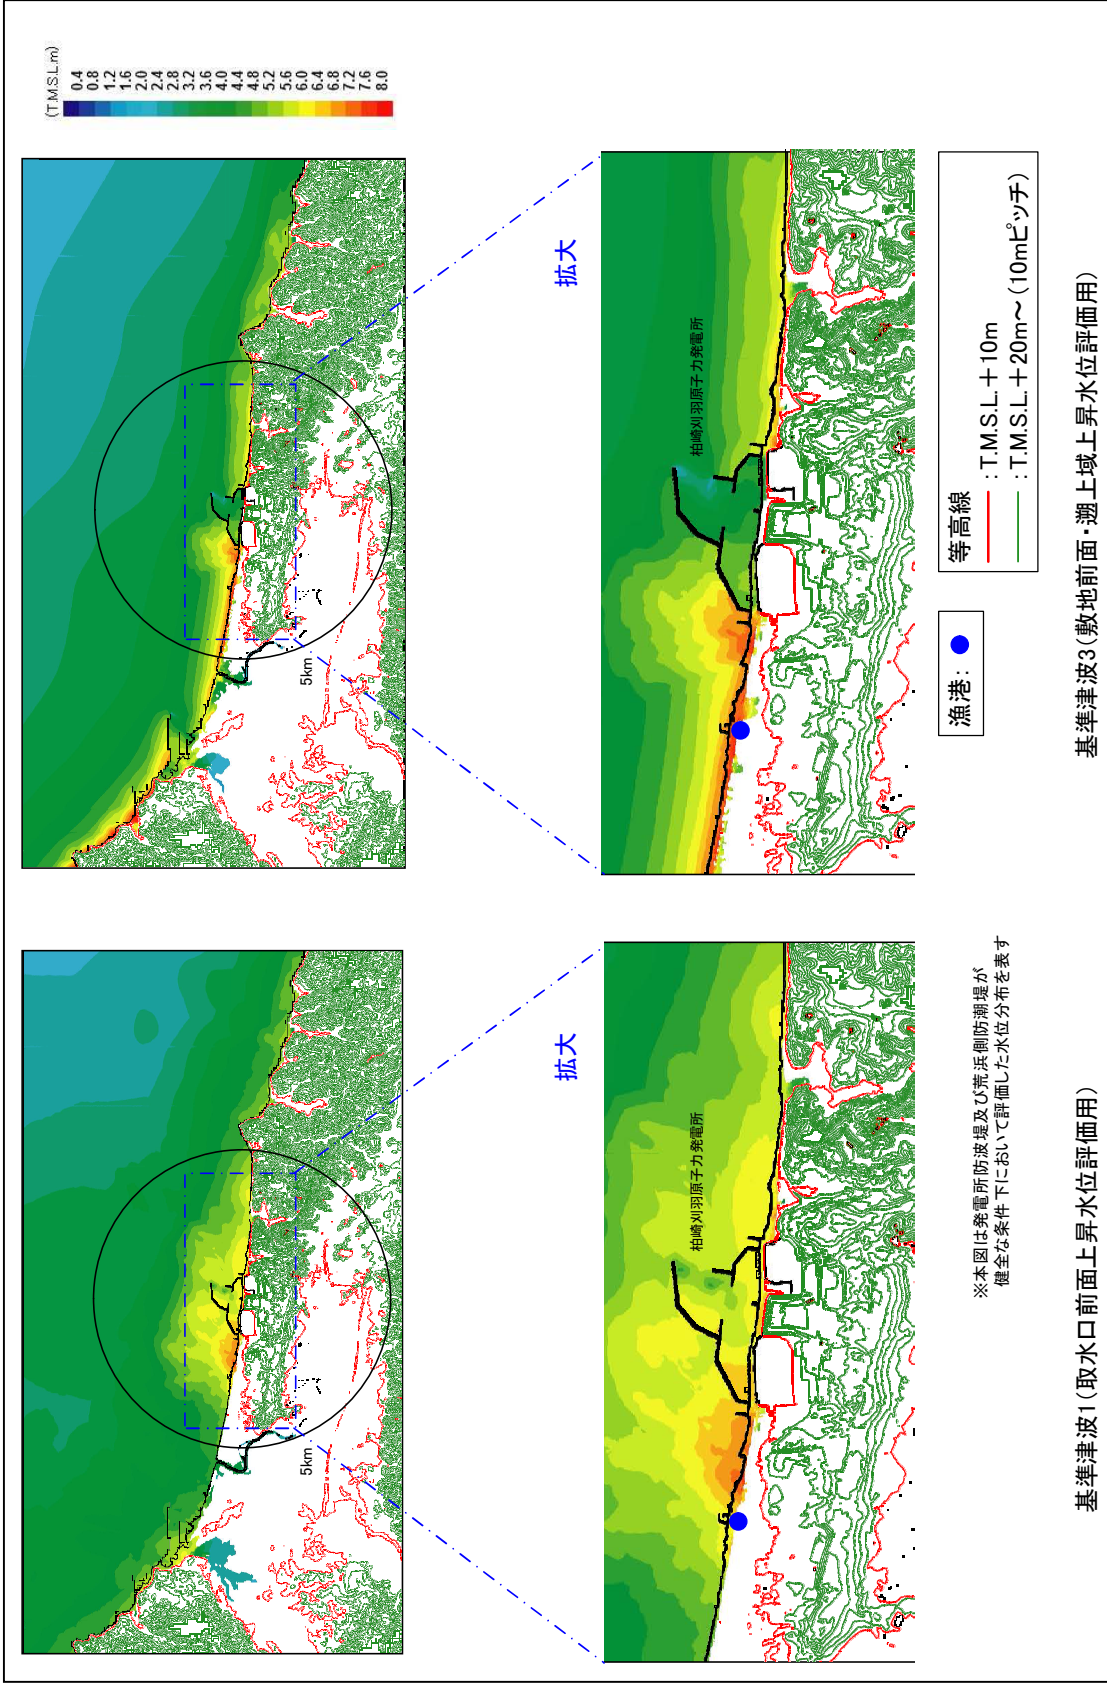 (T.M.S.L.m)
0.4
0.8
1.2
1.6
2.0
2.4
2.8
3.2
3.6
4.0
4.4
4.8
5.2
5.6
6.0
6.4
6.8
7.2
7.6
8.0
5km
5km
拡大
拡大
柏崎刈羽原子力発電所
柏崎刈羽原子力発電所
※本図は発電所防波堤及び荒浜側防潮堤が
健全な条件下において評価した水位分布を表す
漁港:
等高線
:T.M.S.L.+10m
:T.M.S.L.+20m~(10mピッチ)
基準津波1(取水口前面上昇水位評価用)
基準津波3(敷地前面・遡上域上昇水位評価用)